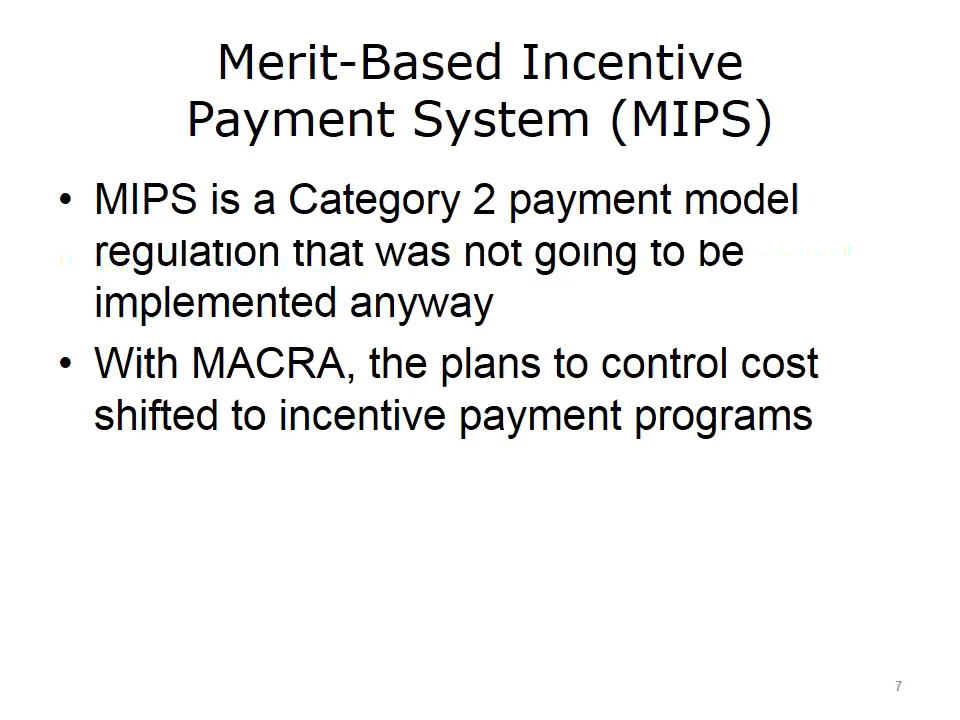 Merit-Based Incentive
Payment System (MIPS)
• MIPS is a Category 2 payment model
regulation that was not going to be
implemented anyway
• With MACRA, the plans to control cost
shifted to incentive payment programs
7